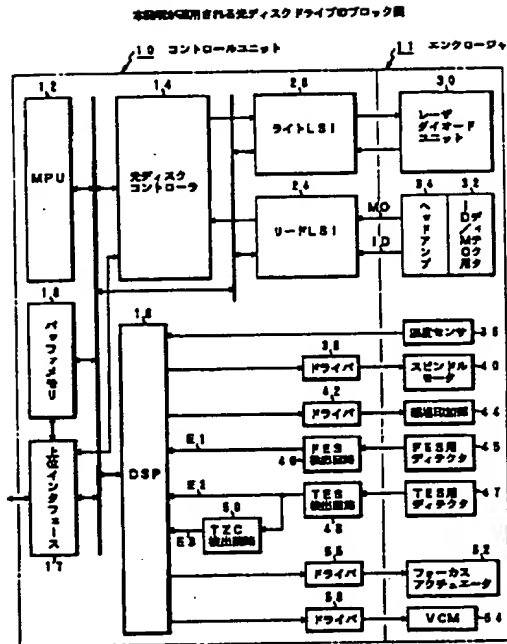 本発明が適用される光ディスクドライブのブロック図
10 コントロールユニット
11 エンクロージャ
12
14
26
30
MPU
光ディスク
コントローラ
ライトLSI
レーザ
ダイオード
ユニット
24
34
32
リードLSI
MO
ID
ヘッドアンプ
ID/MO用
ディテクタ
18
バッファメモリ
16
DSP
温度センサ
36
38
ドライバ
スピンドル
モータ
40
42
ドライバ
磁場印加部
44
E1
FES
検出回路
46
FES用
ディテクタ
45
E2
TES
検出回路
48
TES用
ディテクタ
47
50
TZC
検出回路
E3
上位インタフェース
17
ドライバ
フォーカス
アクチュエータ
52
58
ドライバ
VCM
54